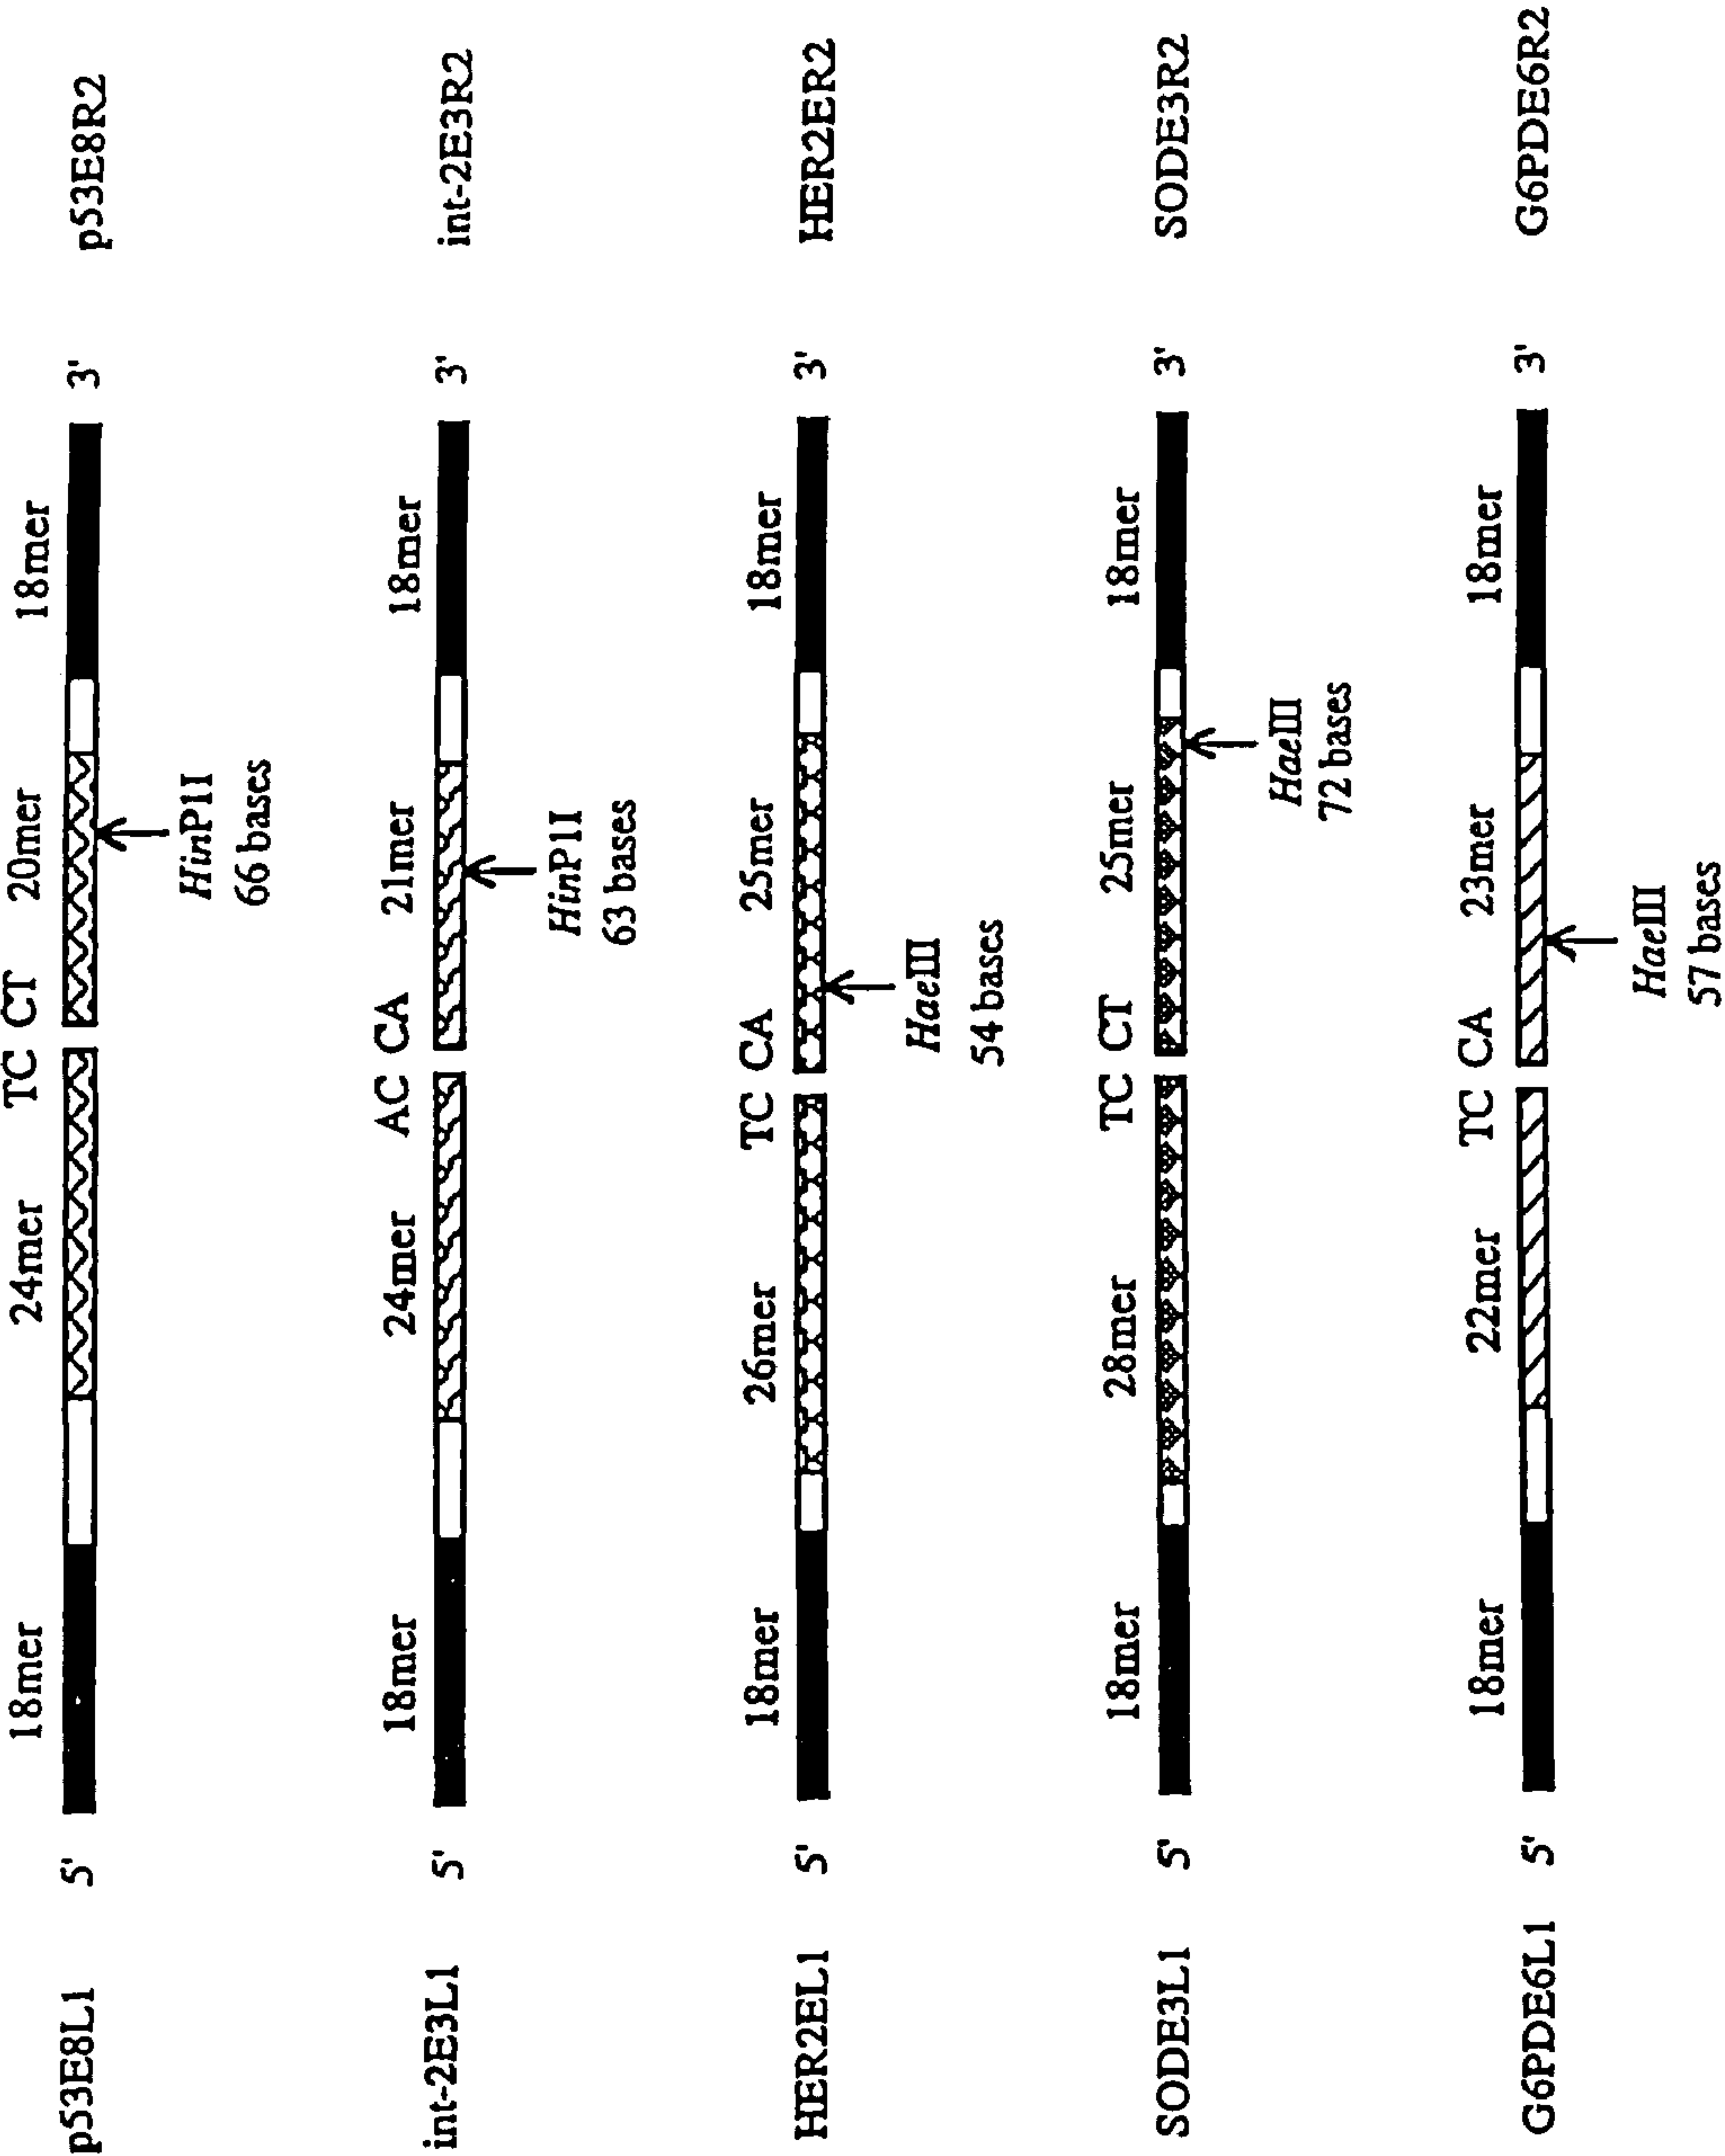 18mer 24mer TC CT 20mer 18mer
p53E8L1 5' 3' p53E8R2
HinP1I
66 bases
18mer 24mer AC CA 21mer 18mer
int-2E3L1 5' 3' int-2E3R2
HinP1I
63 bases
18mer 26mer TC CA 25mer 18mer
HER2EL1 5' 3' HER2ER2
HaeIII
54 bases
18mer 28mer TC CT 25mer 18mer
SODE3L1 5' 3' SODE3R2
HaeIII
72 bases
18mer 22mer TC CA 23mer 18mer
G6PDE6L1 5' 3' G6PDE6R2
HaeIII
57 bases